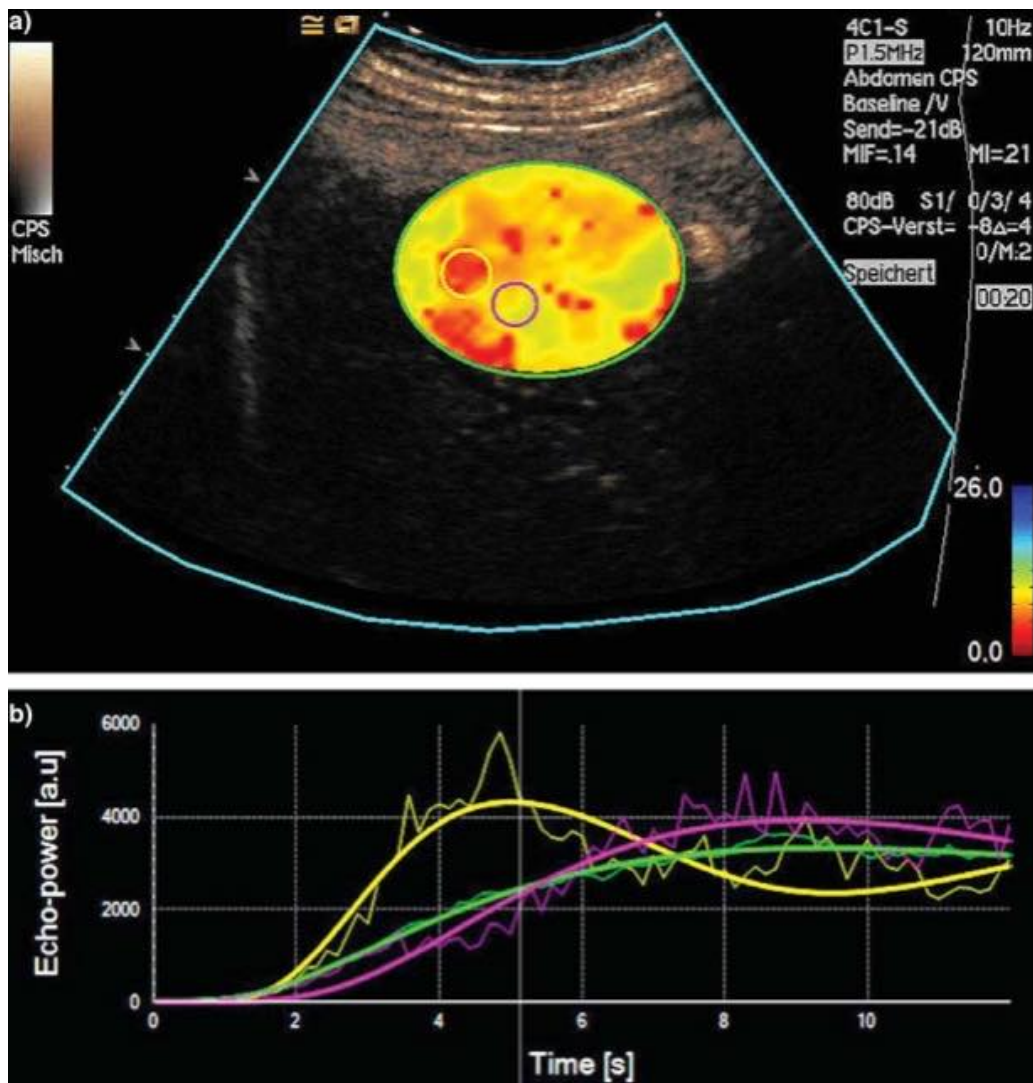 a)
4C1-S 10Hz
P1.5MHz 120mm
Abdomen CPS
Baseline /V
Send=-21dB
MIF=.14 MI=.21
80dB S1/ 0/3/ 4
CPS-Verst= -8Δ=4
0/M:2
Speichert
00:20
CPS
Misch
26.0
0.0
b)
6000
4000
2000
0
Echo-power [a.u]
0 2 4 6 8 10
Time [s]